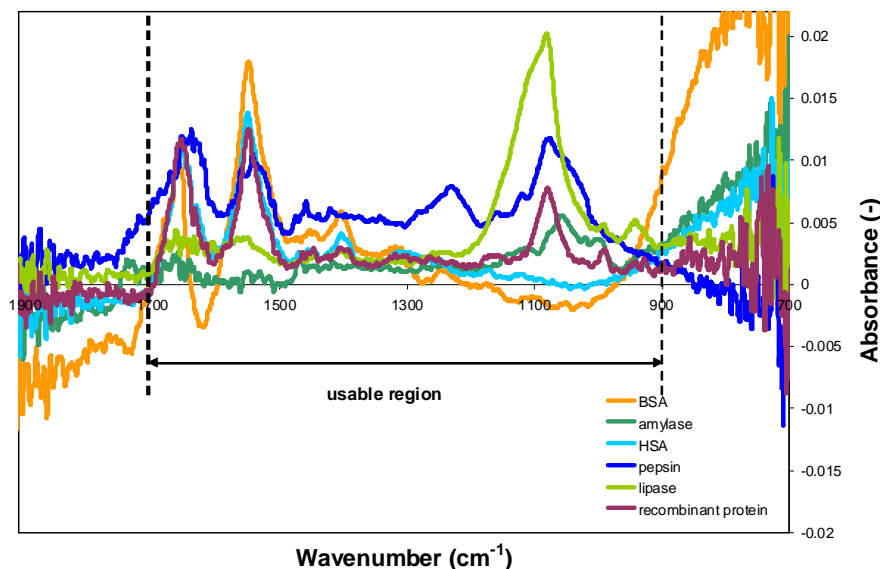 0.02
0.015
0.01
0.005
0
-0.005
-0.01
-0.015
-0.02
Absorbance (-)
1900 1700 1500 1300 1100 900 700
usable region
BSA
amylase
HSA
pepsin
lipase
recombinant protein
Wavenumber (cm⁻¹)